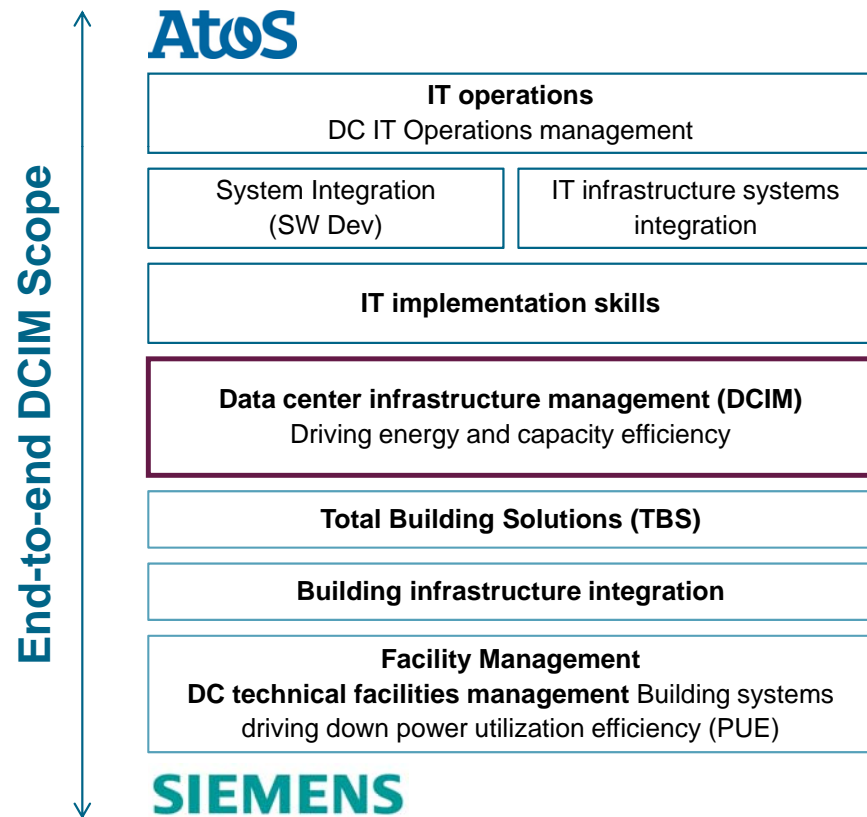 Atos
IT operations
DC IT Operations management
System Integration
(SW Dev)
IT infrastructure systems
integration
IT implementation skills
Data center infrastructure management (DCIM)
Driving energy and capacity efficiency
Total Building Solutions (TBS)
Building infrastructure integration
Facility Management
DC technical facilities management Building systems
driving down power utilization efficiency (PUE)
SIEMENS
End-to-end DCIM Scope